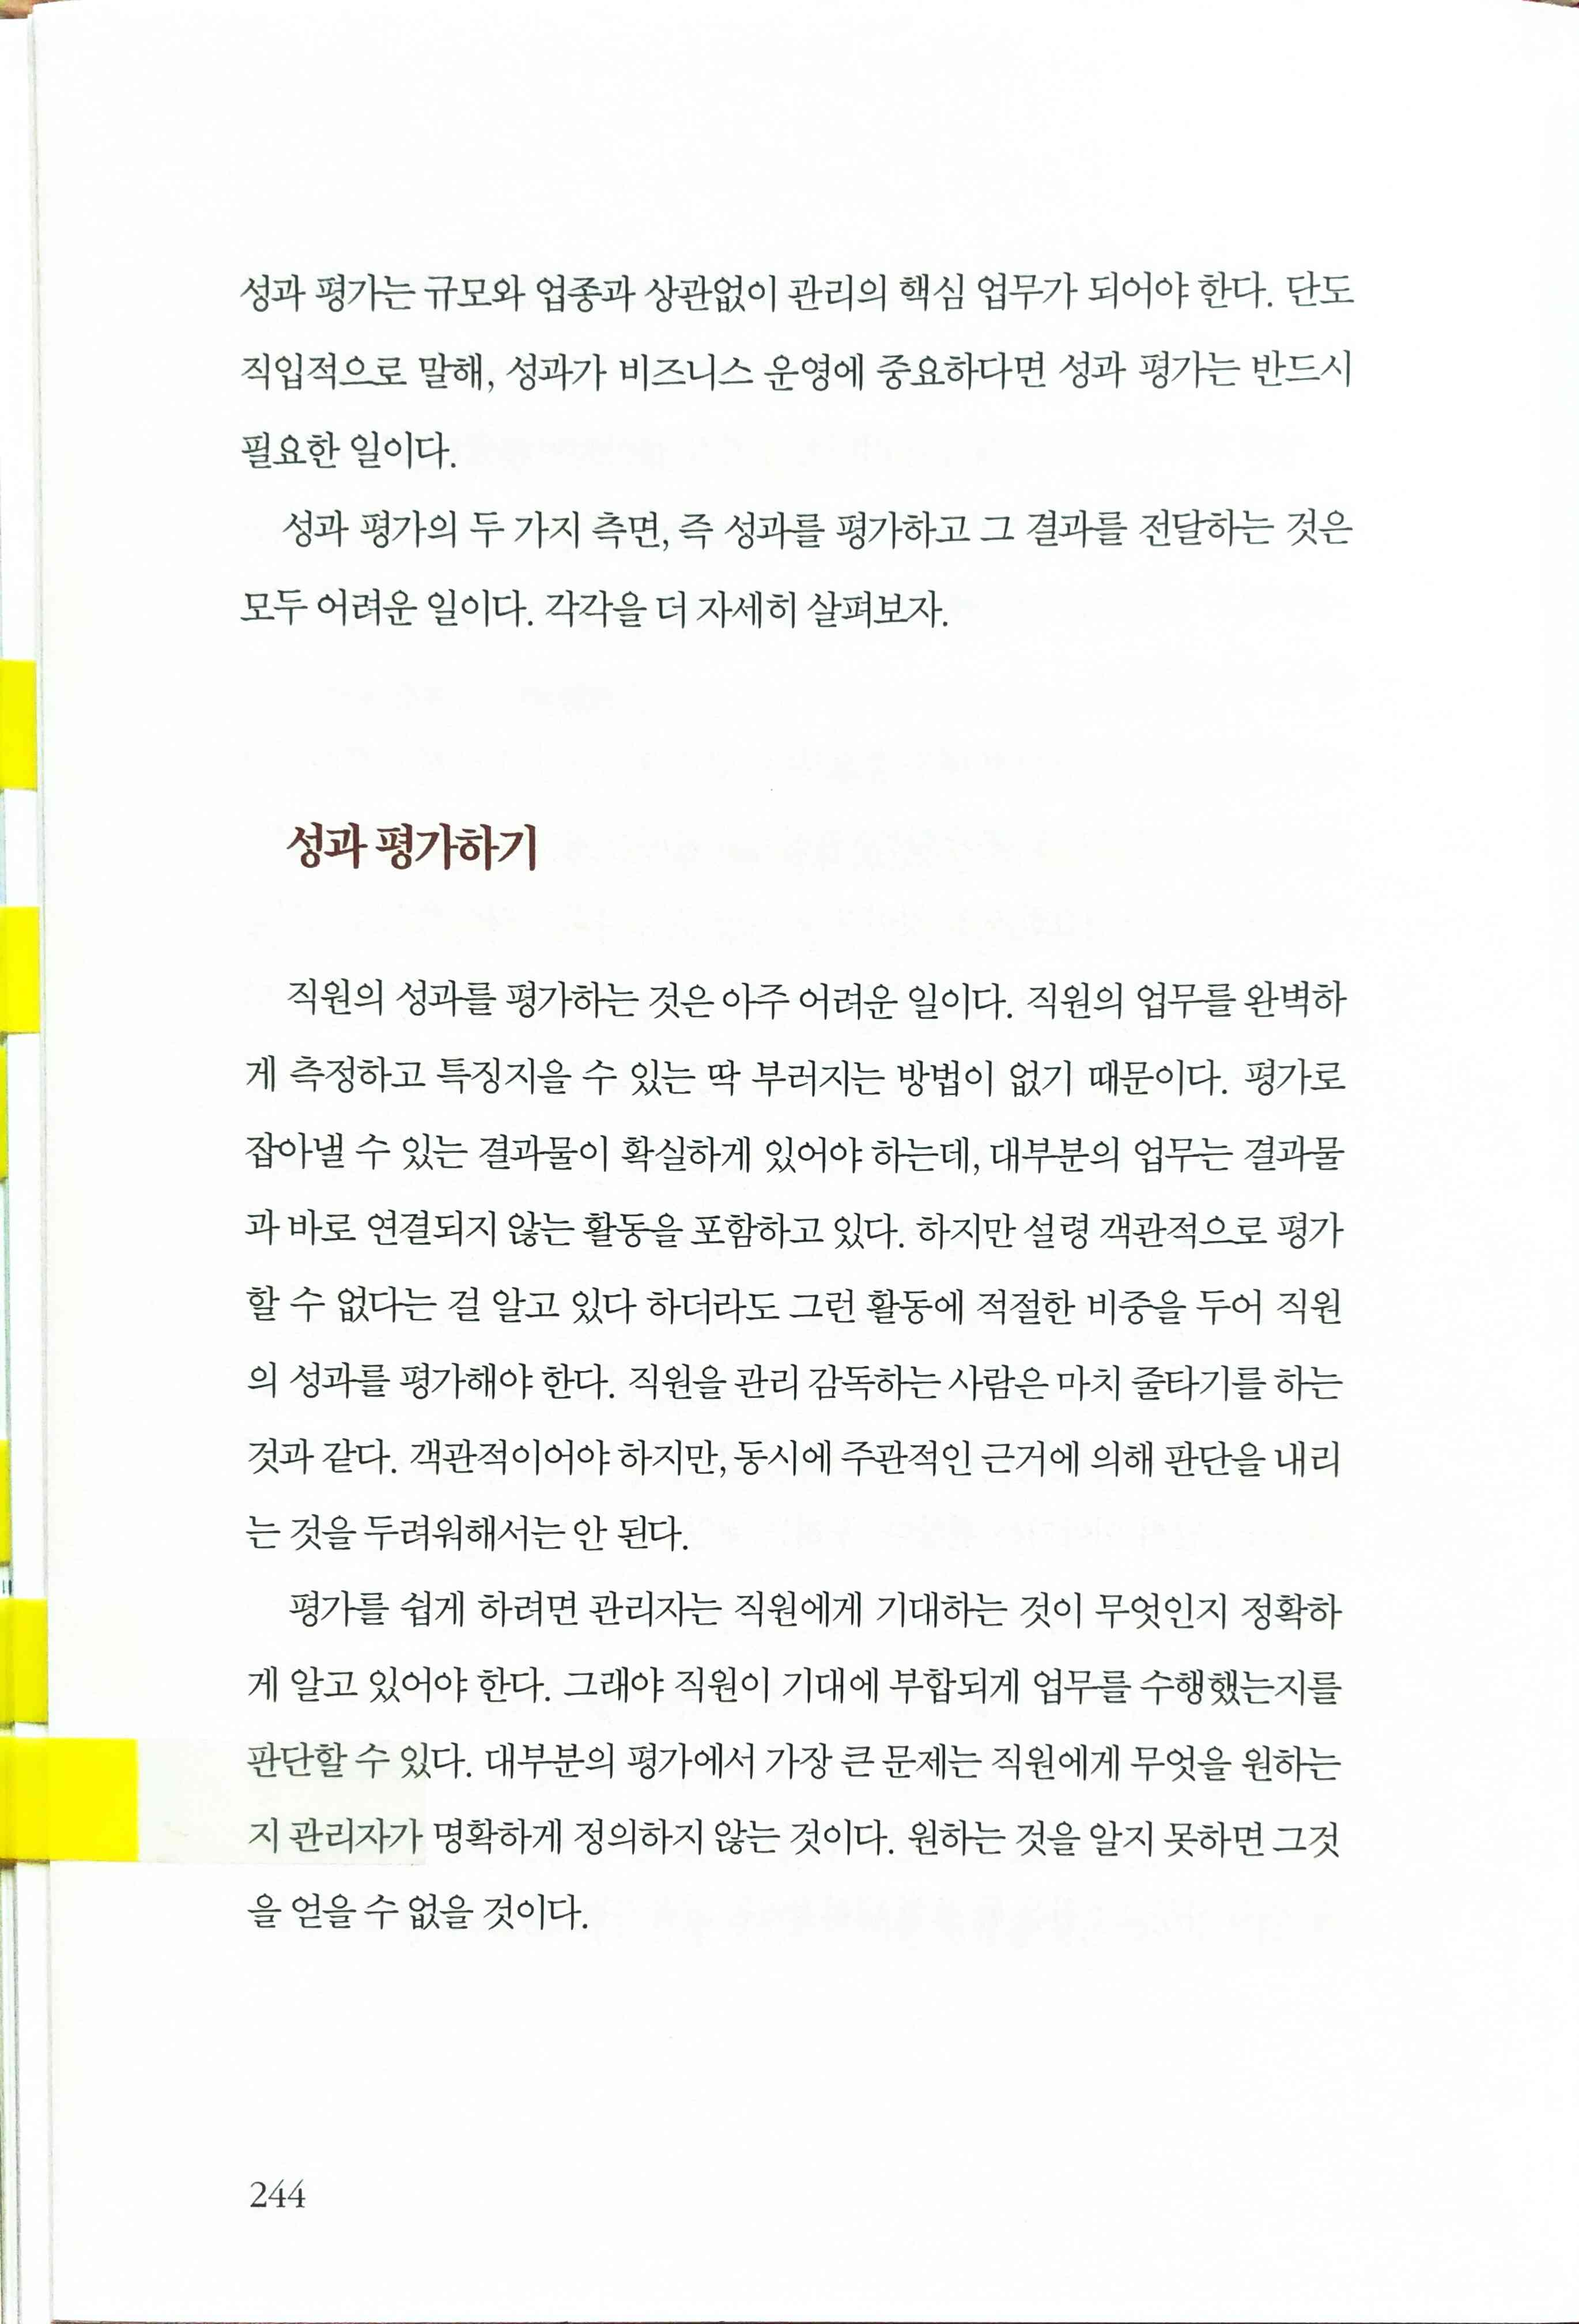 성과 평가는 규모와 업종과 상관없이 관리의 핵심 업무가 되어야 한다. 단도
직입적으로 말해, 성과가 비즈니스 운영에 중요하다면 성과 평가는 반드시
필요한 일이다.
성과 평가의 두 가지 측면, 즉 성과를 평가하고 그 결과를 전달하는 것은
모두 어려운 일이다. 각각을 더 자세히 살펴보자.
성과 평가하기
직원의 성과를 평가하는 것은 아주 어려운 일이다. 직원의 업무를 완벽하
게 측정하고 특징지을 수 있는 딱 부러지는 방법이 없기 때문이다. 평가로
잡아낼 수 있는 결과물이 확실하게 있어야 하는데, 대부분의 업무는 결과물
과 바로 연결되지 않는 활동을 포함하고 있다. 하지만 설령 객관적으로 평가
할 수 없다는 걸 알고 있다 하더라도 그런 활동에 적절한 비중을 두어 직원
의 성과를 평가해야 한다. 직원을 관리 감독하는 사람은 마치 줄타기를 하는
것과 같다. 객관적이어야 하지만, 동시에 주관적인 근거에 의해 판단을 내리
는 것을 두려워해서는 안 된다.
평가를 쉽게 하려면 관리자는 직원에게 기대하는 것이 무엇인지 정확하
게 알고 있어야 한다. 그래야 직원이 기대에 부합되게 업무를 수행했는지를
판단할 수 있다. 대부분의 평가에서 가장 큰 문제는 직원에게 무엇을 원하는
지 관리자가 명확하게 정의하지 않는 것이다. 원하는 것을 알지 못하면 그것
을 얻을 수 없을 것이다.
244